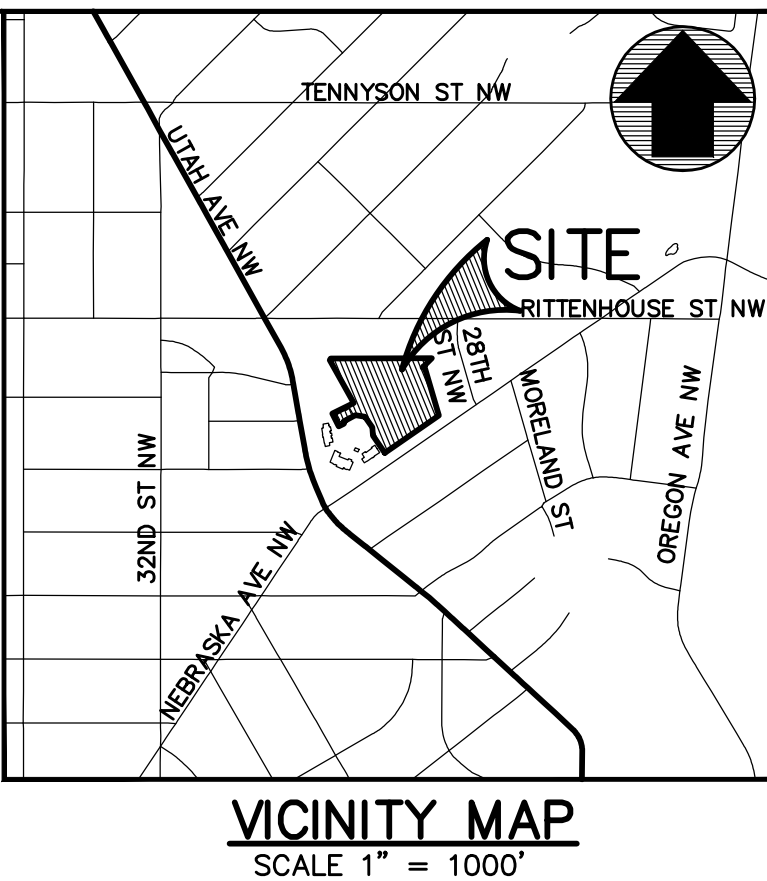 TENNYSON ST NW
UTAH AVE NW
SITE
RITTENHOUSE ST NW
28TH
ST NW
MORELAND ST
OREGON AVE NW
32ND ST NW
NEBRASKA AVE NW
VICINITY MAP
SCALE 1" = 1000'